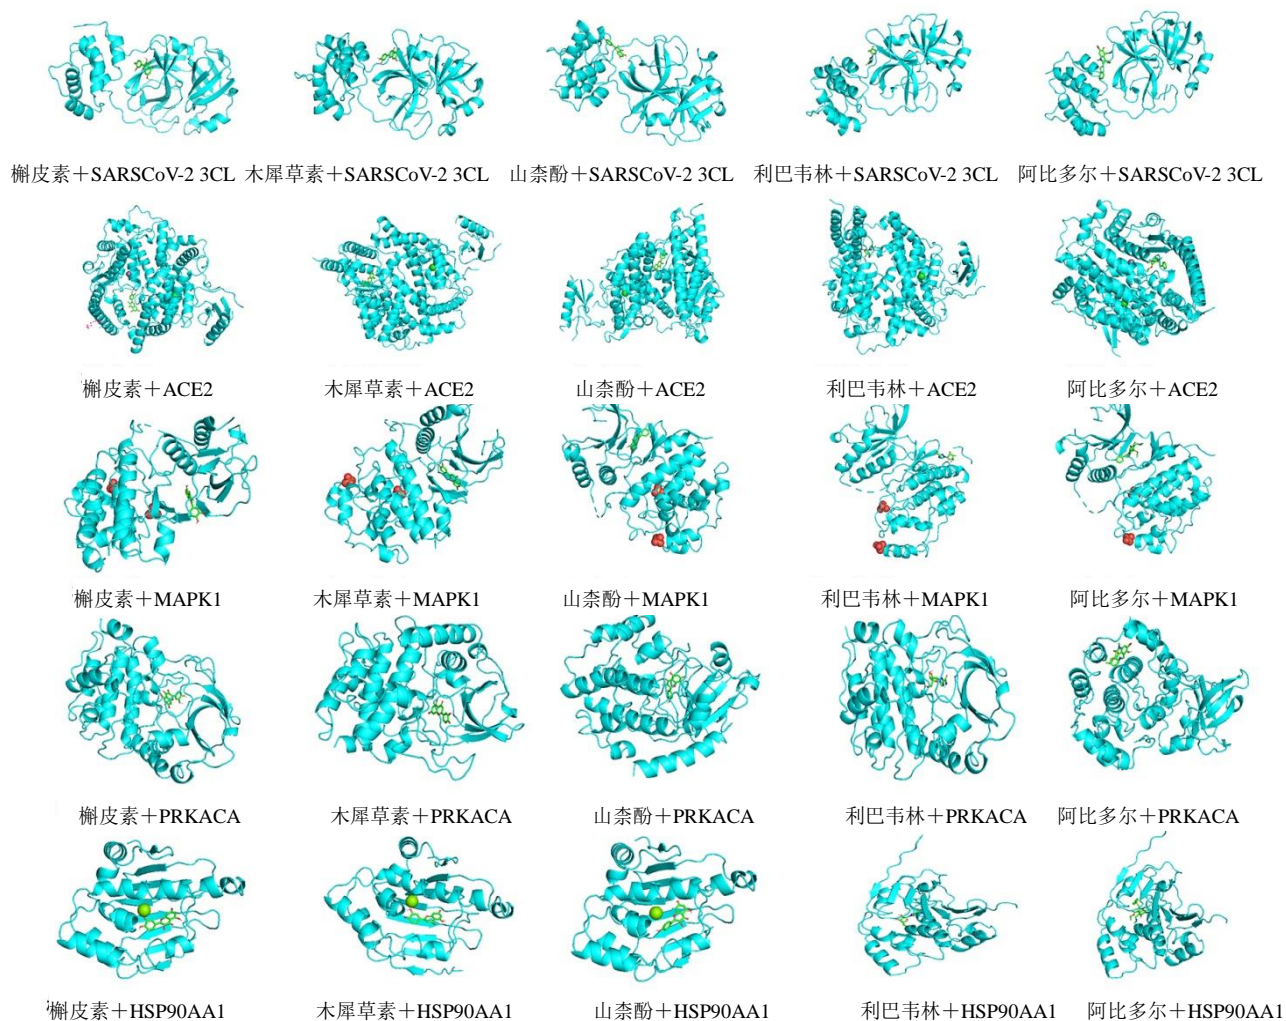 槲皮素＋SARSCoV-2 3CL 木犀草素＋SARSCoV-2 3CL 山柰酚＋SARSCoV-2 3CL 利巴韦林＋SARSCoV-2 3CL 阿比多尔＋SARSCoV-2 3CL
槲皮素＋ACE2 木犀草素＋ACE2 山柰酚＋ACE2 利巴韦林＋ACE2 阿比多尔＋ACE2
槲皮素＋MAPK1 木犀草素＋MAPK1 山柰酚＋MAPK1 利巴韦林＋MAPK1 阿比多尔＋MAPK1
槲皮素＋PRKACA 木犀草素＋PRKACA 山柰酚＋PRKACA 利巴韦林＋PRKACA 阿比多尔＋PRKACA
槲皮素＋HSP90AA1 木犀草素＋HSP90AA1 山柰酚＋HSP90AA1 利巴韦林＋HSP90AA1 阿比多尔＋HSP90AA1